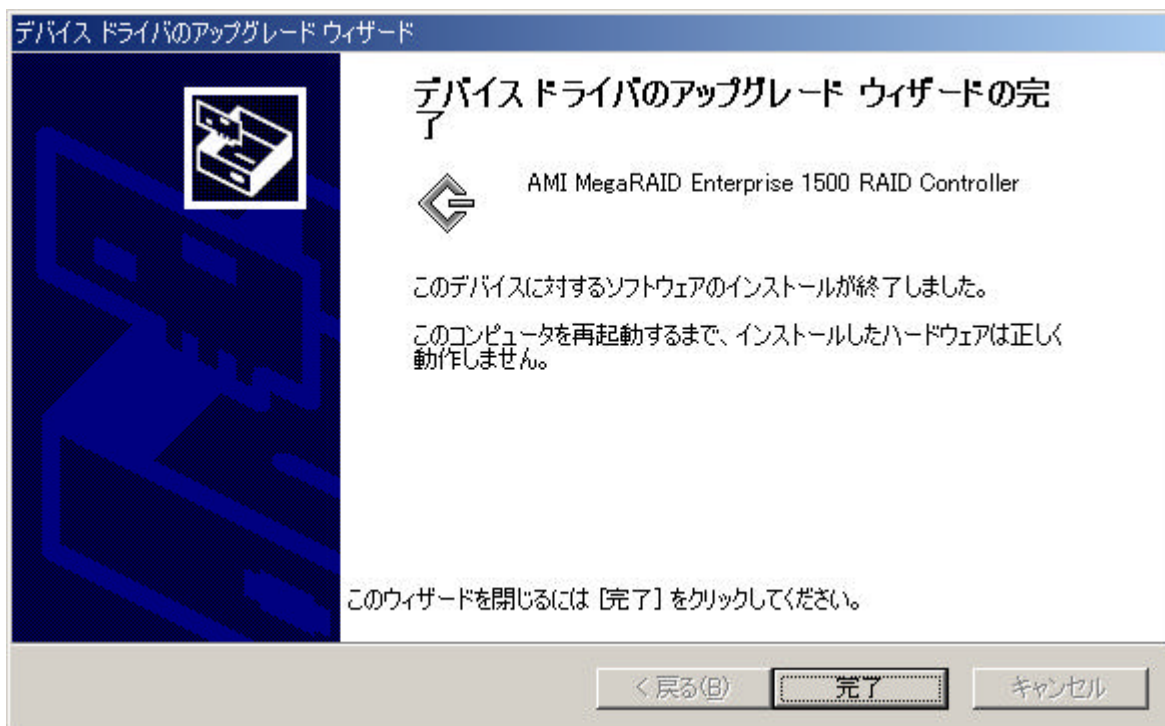 デバイス ドライバのアップグレード ウィザード
デバイス ドライバのアップグレード ウィザードの完
了
AMI MegaRAID Enterprise 1500 RAID Controller
このデバイスに対するソフトウェアのインストールが終了しました。
このコンピュータを再起動するまで、インストールしたハードウェアは正しく
動作しません。
このウィザードを閉じるには [完了] をクリックしてください。
< 戻る(B) 完了 キャンセル